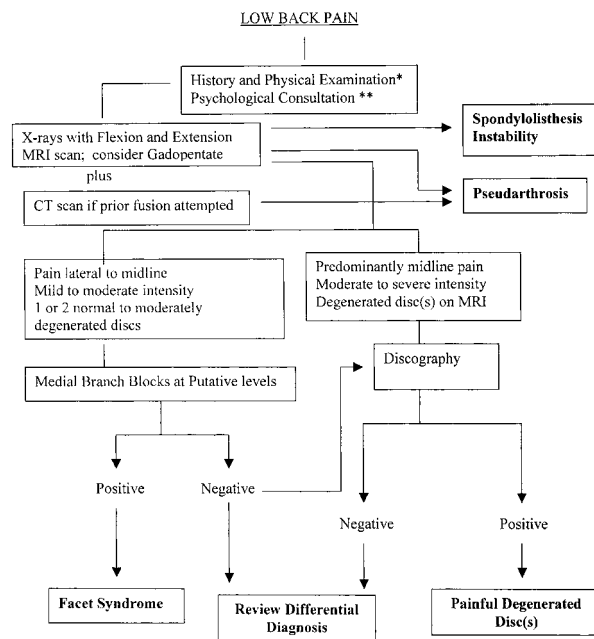 LOW BACK PAIN
History and Physical Examination*
Psychological Consultation **
X-rays with Flexion and Extension
MRI scan; consider Gadopentate
plus
CT scan if prior fusion attempted
Spondylolisthesis
Instability
Pseudarthrosis
Pain lateral to midline
Mild to moderate intensity
1 or 2 normal to moderately
degenerated discs
Predominantly midline pain
Moderate to severe intensity
Degenerated disc(s) on MRI
Medial Branch Blocks at Putative levels
Discography
Positive
Negative
Negative
Positive
Facet Syndrome
Review Differential
Diagnosis
Painful Degenerated
Disc(s)